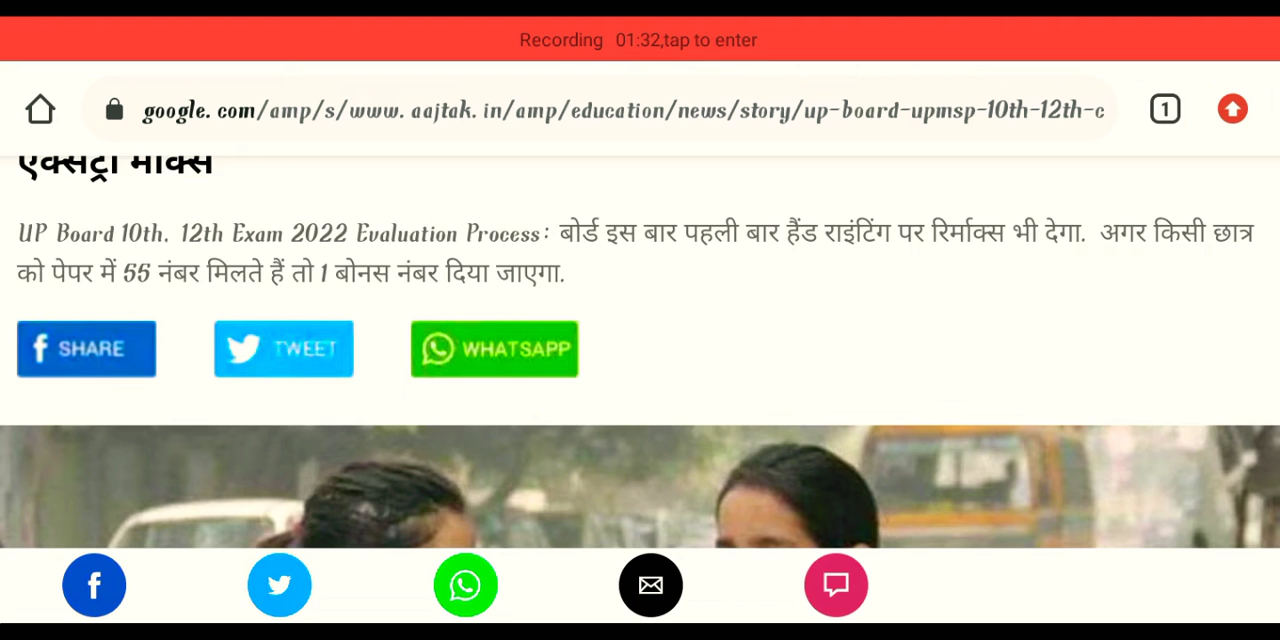 Recording 01:32,tap to enter
google. com/amp/s/www. aajtak. in/amp/education/news/story/up-board-upmsp-10th-12th-c
1
एक्सट्रा मार्क्स
UP Board 10th, 12th Exam 2022 Evaluation Process: बोर्ड इस बार पहली बार हैंड राइंटिंग पर रिर्माक्स भी देगा. अगर किसी छात्र
को पेपर में 55 नंबर मिलते हैं तो 1 बोनस नंबर दिया जाएगा.
SHARE TWEET WHATSAPP